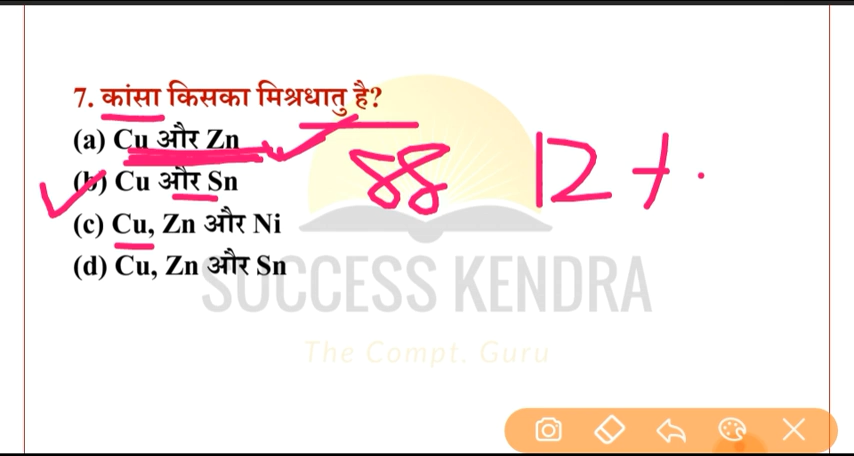 7. कांसा किसका मिश्रधातु है?
(a) Cu और Zn
(b) Cu और Sn
88 12 +.
(c) Cu, Zn और Ni
(d) Cu, Zn और Sn
SUCCESS KENDRA
The Compt. Guru